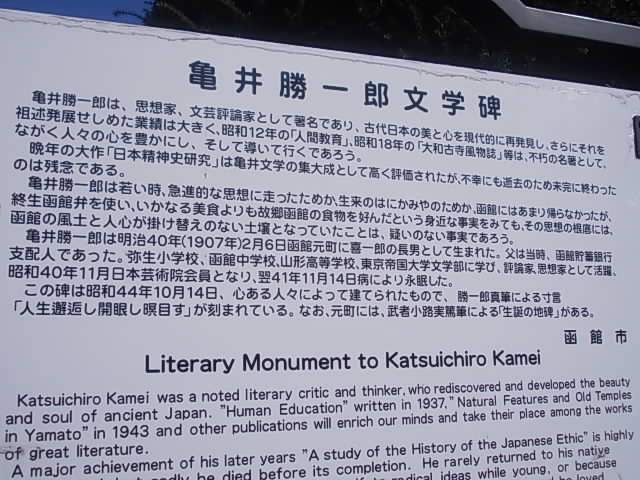 亀井勝一郎文学碑
亀井勝一郎は、思想家、文芸評論家として著名であり、古代日本の美と心を現代的に再発見し、さらにそれを
祖述発展せしめた業績は大きく、昭和12年の「人間教育」、昭和18年の「大和古寺風物誌」等は、不朽の名著として、
ながく人々の心を豊かにし、そして導いて行くであろう。
晩年の大作「日本精神史研究」は亀井文学の集大成として高く評価されたが、不幸にも逝去のため未完に終わった
のは残念である。
亀井勝一郎は若い時、急進的な思想に走ったためか、生来のはにかみやのためか、函館にはあまり帰らなかったが、
終生函館弁を使い、いかなる美食よりも故郷函館の食物を好んだという身近な事実をみても、その思想の根底には、
函館の風土と人心が掛け替えのない土壌となっていたことは、疑いのない事実であろう。
亀井勝一郎は明治40年(1907年)2月6日函館元町に喜一郎の長男として生まれた。父は当時、函館貯蓄銀行
支配人であった。弥生小学校、函館中学校、山形高等学校、東京帝国大学文学部に学び、評論家、思想家として活躍、
昭和40年11月日本芸術院会員となり、翌41年11月14日病により永眠した。
この碑は昭和44年10月14日、心ある人々によって建てられたもので、勝一郎真筆による寸言
「人生邂逅し開眼し瞑目す」が刻まれている。なお、元町には、武者小路実篤筆による「生誕の地碑」がある。
函館市
Literary Monument to Katsuichiro Kamei
Katsuichiro Kamei was a noted literary critic and thinker, who rediscovered and developed the beauty
and soul of ancient Japan. "Human Education" written in 1937, "Natural Features and Old Temples
in Yamato" in 1943 and other publications will enrich our minds and take their place among the works
of great literature.
A major achievement of his later years "A study of the History of the Japanese Ethic" is highly
he died before its completion. He rarely returned to his native
radical ideas while young, or because
he loved